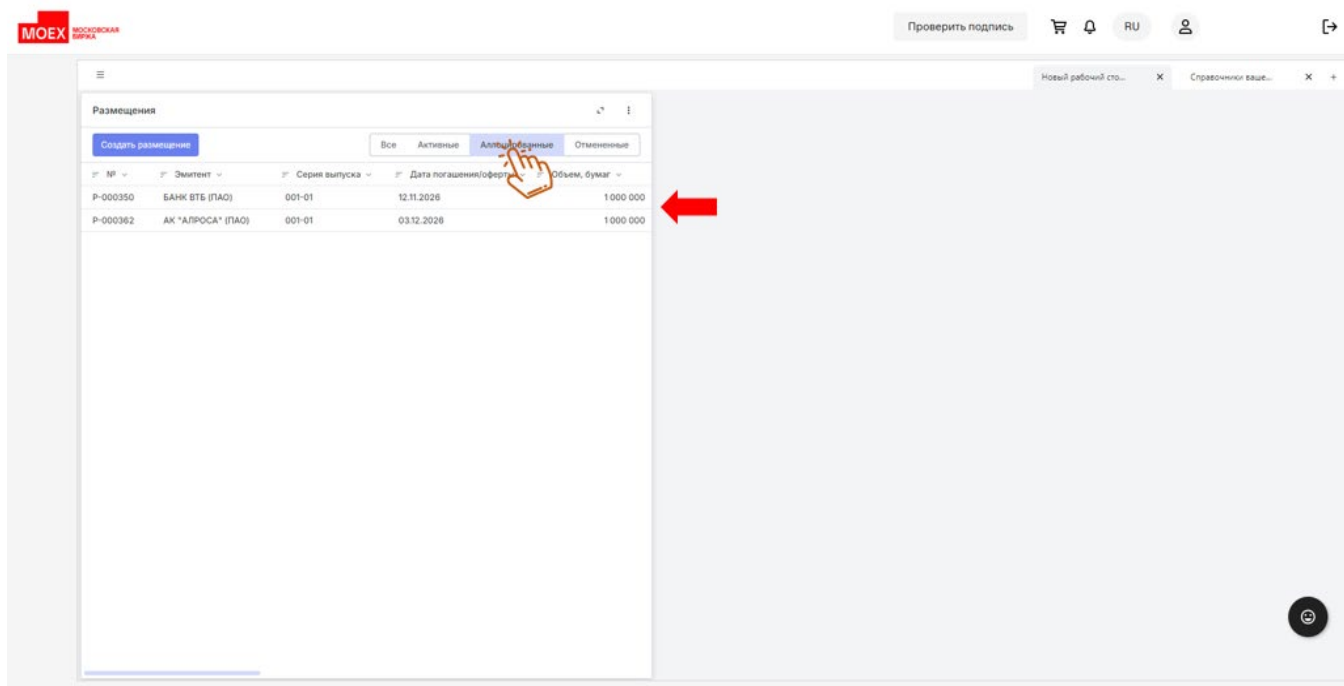 MOEX МОСКОВСКАЯ БИРЖА
Проверить подпись
RU
Новый рабочий сто...
Справочники ваше...
Размещения
Создать размещение
Все Активные Аллоцированные Отмененные
№ Эмитент Серия выпуска Дата погашения/оферты Объем, бумаг
P-000350 БАНК ВТБ (ПАО) 001-01 12.11.2026 1 000 000
P-000362 АК "АЛРОСА" (ПАО) 001-01 03.12.2026 1 000 000